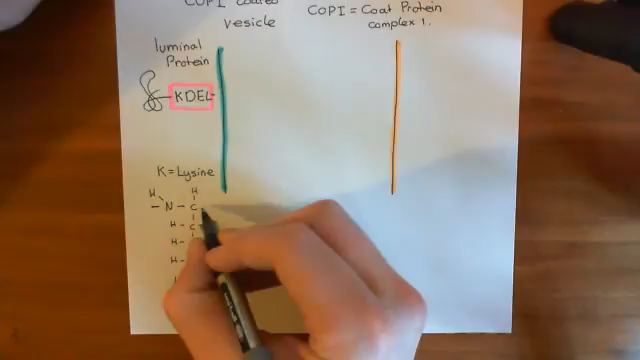 COPI coated
vesicle
COPI = Coat Protein
complex 1.
luminal
Protein
KDEL
K = Lysine
H
H
N - C
H - C
H -
H -